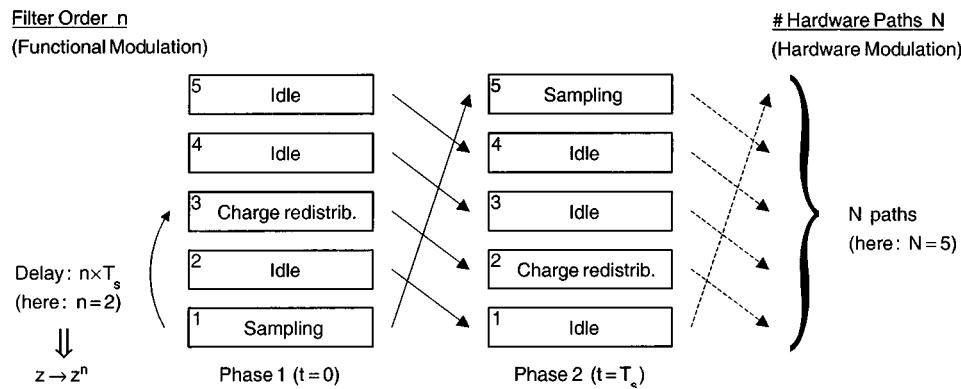 Filter Order n
(Functional Modulation)
# Hardware Paths N
(Hardware Modulation)
5 Idle
4 Idle
3 Charge redistrib.
2 Idle
1 Sampling
5 Sampling
4 Idle
3 Idle
2 Charge redistrib.
1 Idle
Delay: n×Tₛ
(here: n=2)
⇓
z→zⁿ
N paths
(here: N=5)
Phase 1 (t=0)
Phase 2 (t=Tₛ)